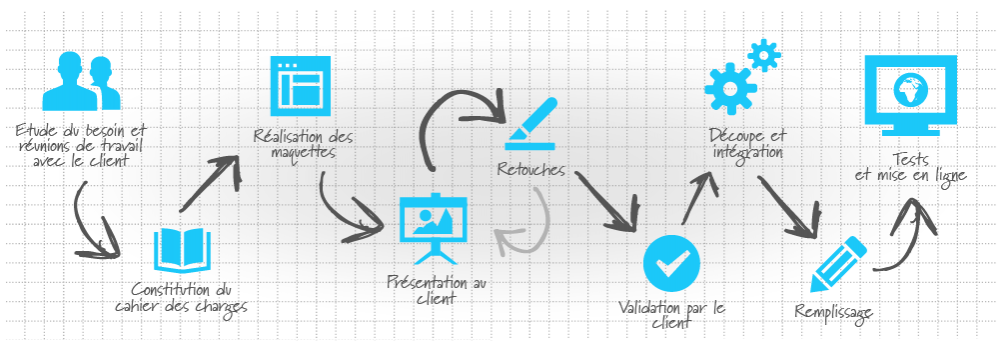 Etude du besoin et
réunions de travail
avec le client
Constitution du
cahier des charges
Réalisation des
maquettes
Présentation au
client
Retouches
Validation par le
client
Découpe et
intégration
Remplissage
Tests
et mise en ligne